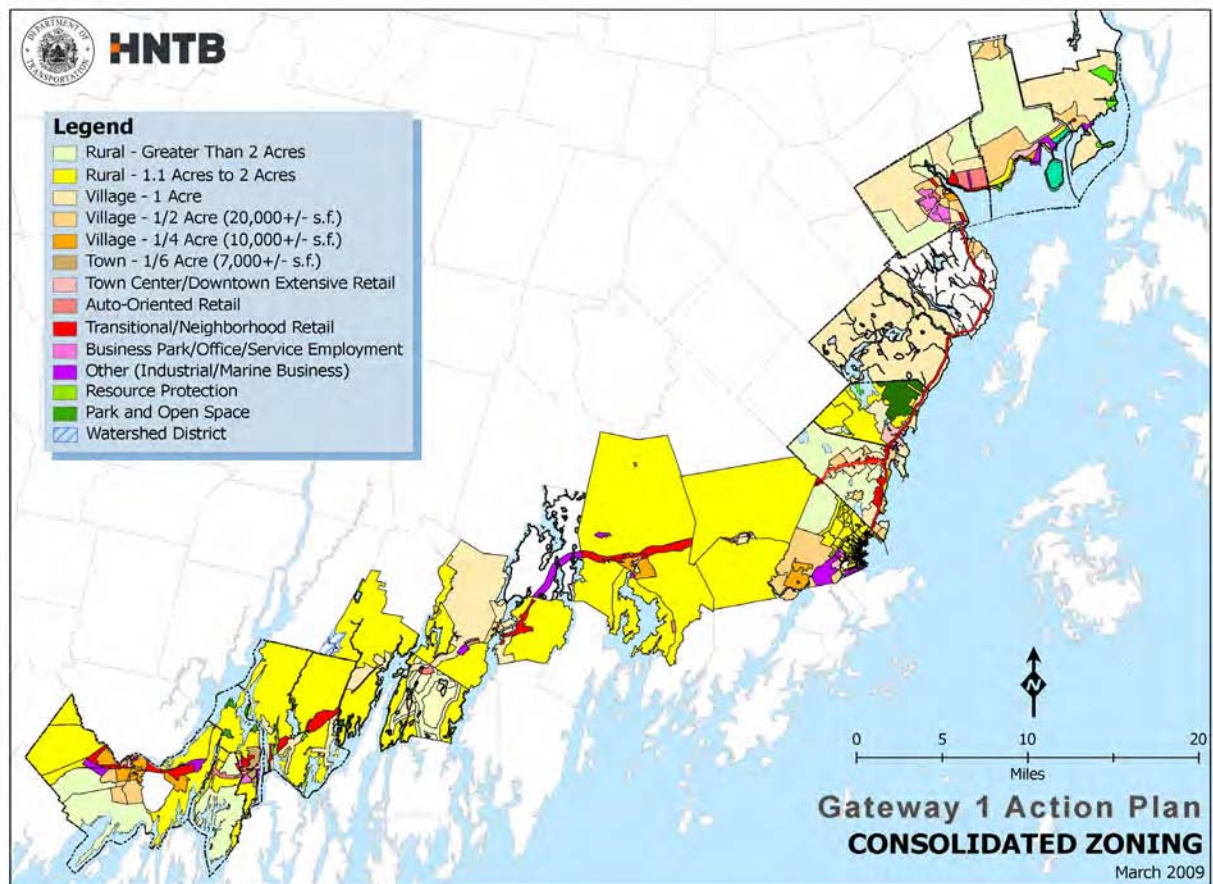 DEPARTMENT OF TRANSPORTATION
HNTB
Legend
Rural - Greater Than 2 Acres
Rural - 1.1 Acres to 2 Acres
Village - 1 Acre
Village - 1/2 Acre (20,000+/- s.f.)
Village - 1/4 Acre (10,000+/- s.f.)
Town - 1/6 Acre (7,000+/- s.f.)
Town Center/Downtown Extensive Retail
Auto-Oriented Retail
Transitional/Neighborhood Retail
Business Park/Office/Service Employment
Other (Industrial/Marine Business)
Resource Protection
Park and Open Space
Watershed District
N
0 5 10 20
Miles
Gateway 1 Action Plan
CONSOLIDATED ZONING
March 2009